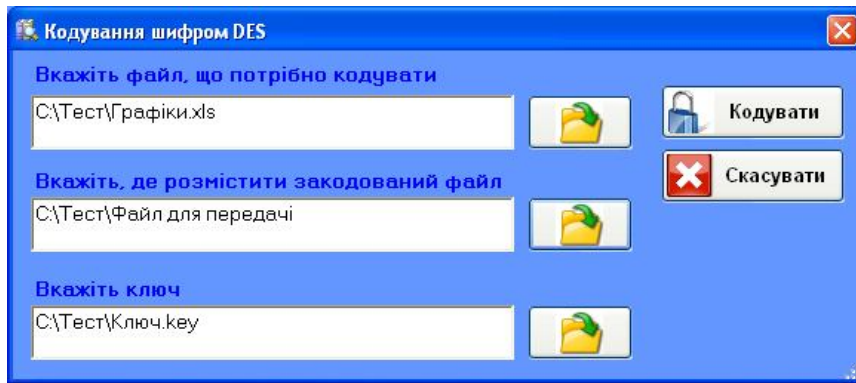 Кодування шифром DES
Вкажіть файл, що потрібно кодувати
C:\Тест\Графіки.xls
Кодувати
Вкажіть, де розмістити закодований файл
Скасувати
C:\Тест\Файл для передачі
Вкажіть ключ
C:\Тест\Ключ.key